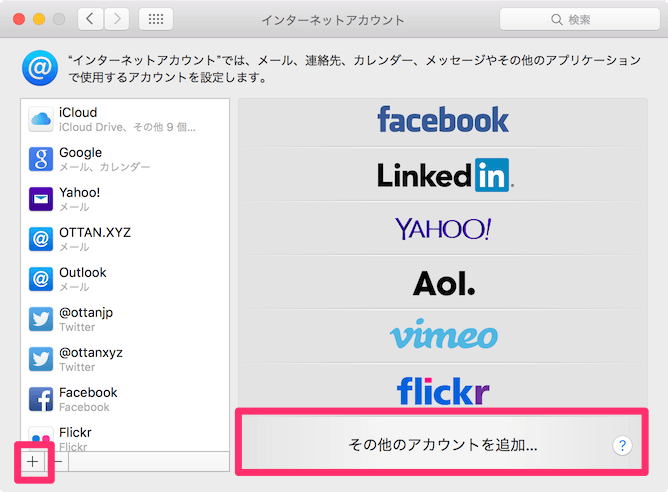 インターネットアカウント
検索
“インターネットアカウント”では、メール、連絡先、カレンダー、メッセージやその他のアプリケーション
で使用するアカウントを設定します。
iCloud
iCloud Drive、その他 9 個...
Google
メール、カレンダー
Yahoo!
メール
OTTAN.XYZ
メール
Outlook
メール
@ottanjp
Twitter
@ottanxyz
Twitter
Facebook
Facebook
Flickr
Flickr
facebook
LinkedIn
YAHOO!
Aol.
vimeo
flickr
その他のアカウントを追加...
?